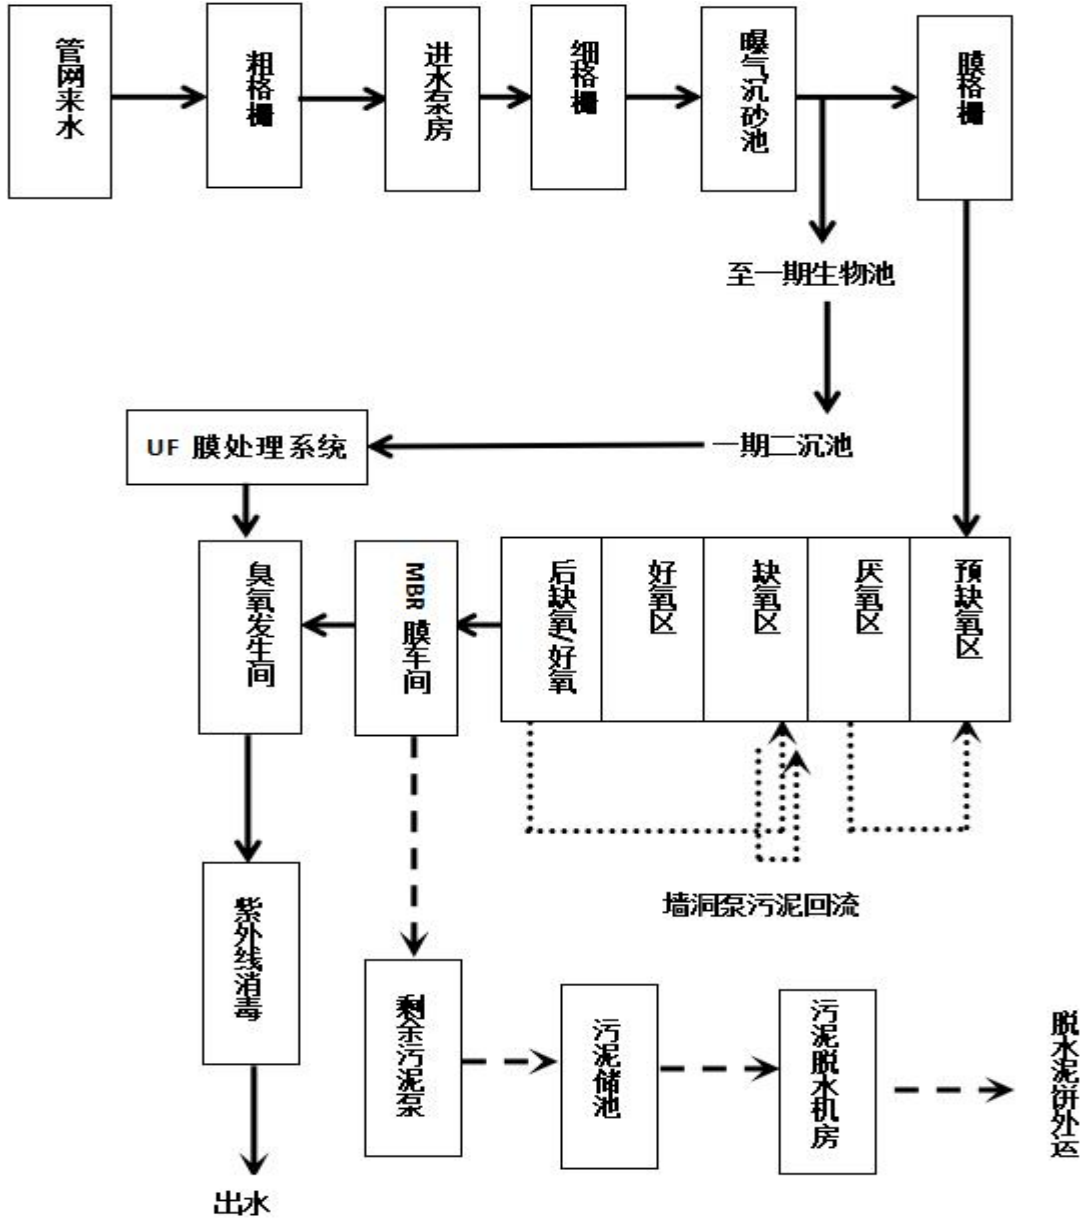 管网来水
粗格栅
进水泵房
细格栅
曝气沉砂池
膜格栅
至一期生物池
一期二沉池
UF 膜处理系统
臭氧发生间
MBR 膜车间
后缺氧/好氧
好氧区
缺氧区
厌氧区
预缺氧区
墙洞泵污泥回流
紫外线消毒
出水
剩余污泥泵
污泥储池
污泥脱水机房
脱水泥饼外运